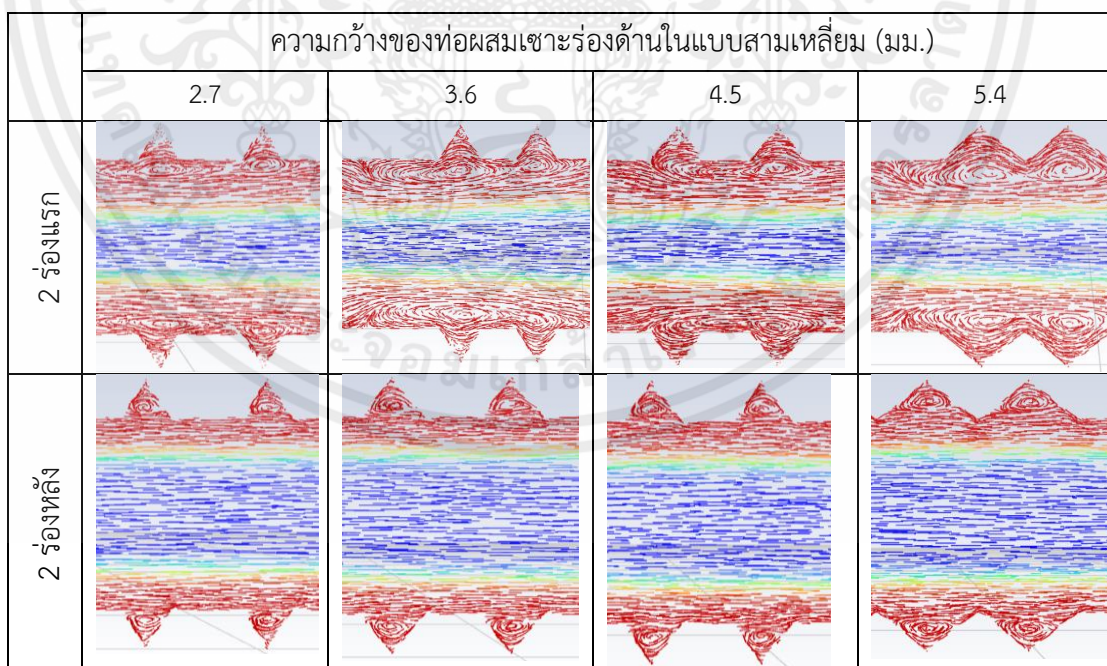 ความกว้างของท่อผสมเซาะร่องด้านในแบบสามเหลี่ยม (มม.)
2.7 3.6 4.5 5.4
2 ร่องแรก
2 ร่องหลัง